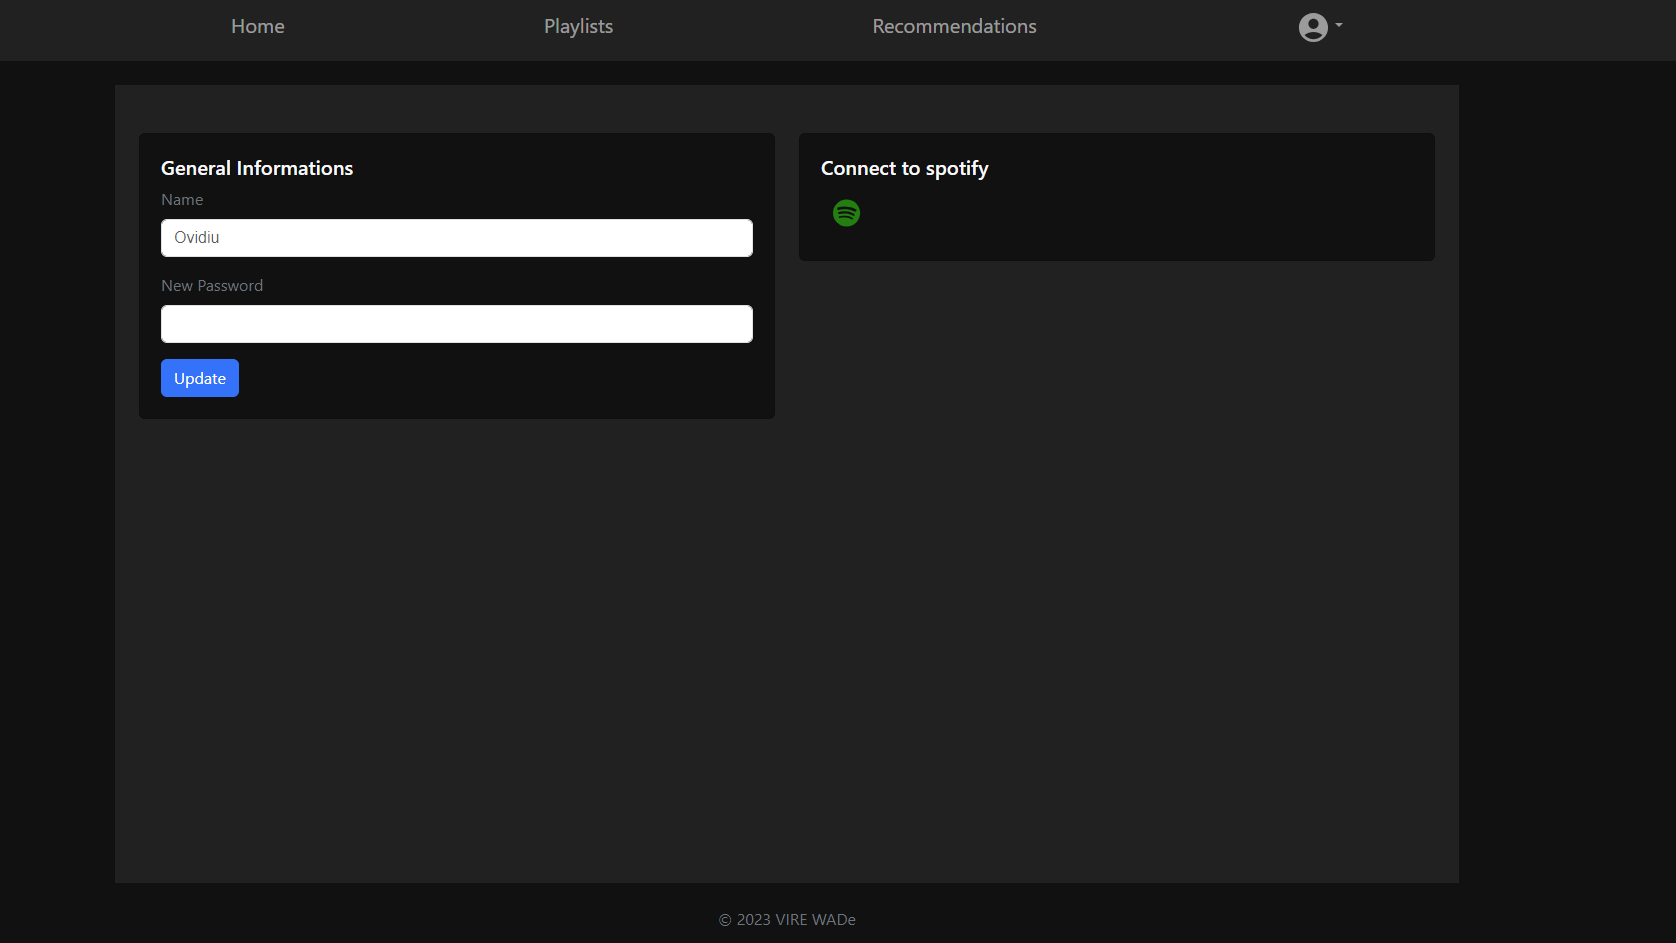 Home Playlists Recommendations
General Informations
Name
Ovidiu
New Password
Update
Connect to spotify
© 2023 VIRE WADe